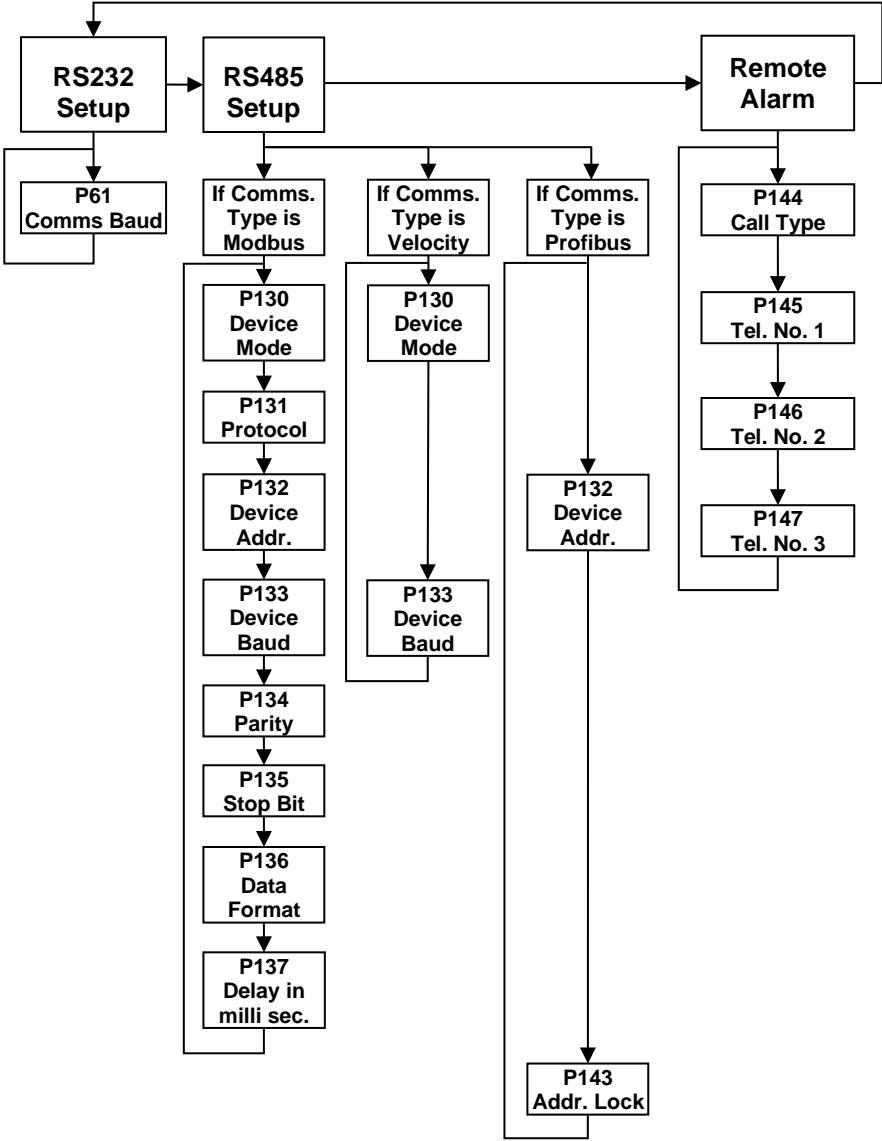 RS232
Setup
RS485
Setup
Remote
Alarm
P61
Comms Baud
If Comms.
Type is
Modbus
P130
Device
Mode
P131
Protocol
P132
Device
Addr.
P133
Device
Baud
P134
Parity
P135
Stop Bit
P136
Data
Format
P137
Delay in
milli sec.
If Comms.
Type is
Velocity
P130
Device
Mode
P133
Device
Baud
If Comms.
Type is
Profibus
P132
Device
Addr.
P143
Addr. Lock
P144
Call Type
P145
Tel. No. 1
P146
Tel. No. 2
P147
Tel. No. 3